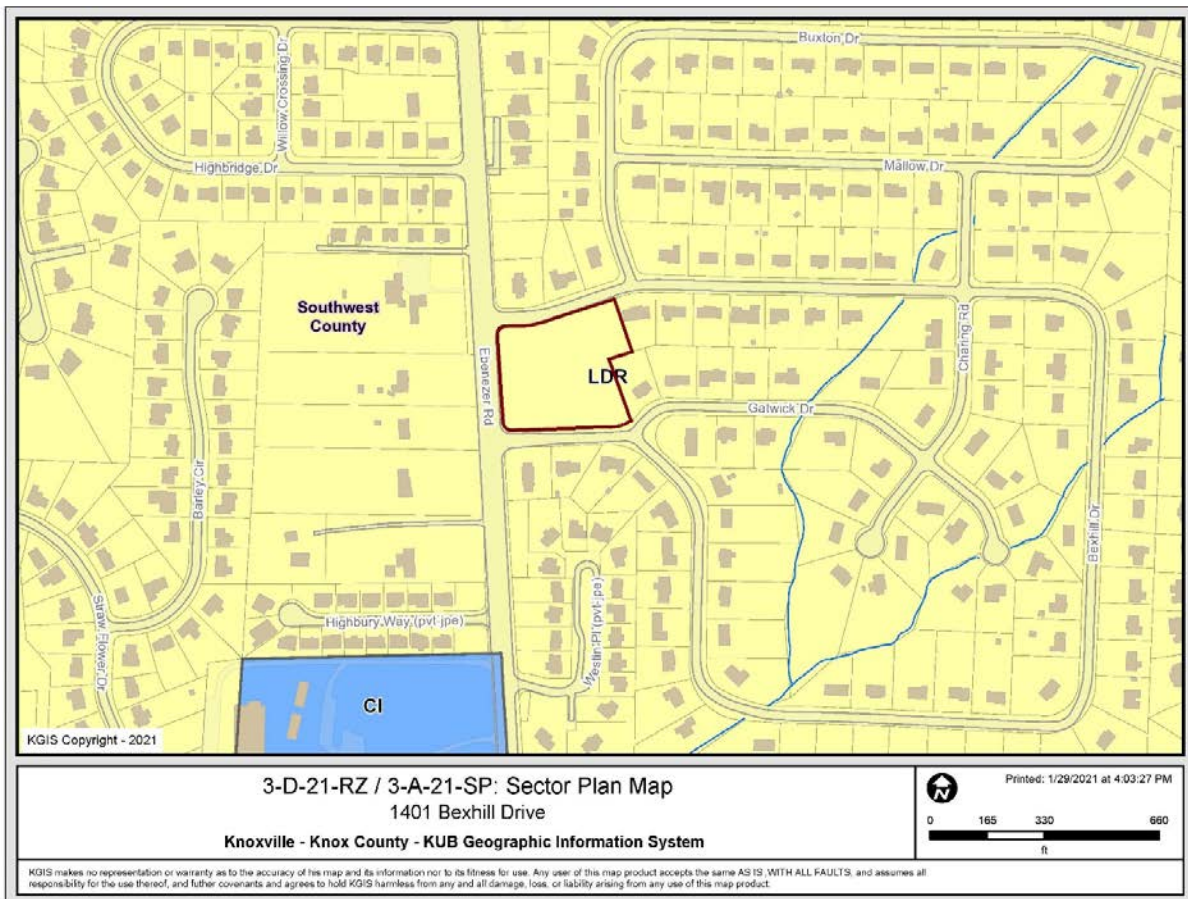 Buxton Dr
Willow Crossing Dr
Highbridge Dr
Mallow Dr
Southwest
County
Charing Rd
Ebenezer Rd
LDR
Gatwick Dr
Barley Cir
Bexhill Dr
Straw Flower Dr
Highbury Way (pvt-jpe)
Westin Pl (pvt-jpe)
CI
KGIS Copyright - 2021
3-D-21-RZ / 3-A-21-SP: Sector Plan Map
1401 Bexhill Drive
Knoxville - Knox County - KUB Geographic Information System
N
Printed: 1/29/2021 at 4:03:27 PM
0 165 330 660
ft
KGIS makes no representation or warranty as to the accuracy of his map and its information nor to its fitness for use. Any user of this map product accepts the same AS IS ,WITH ALL FAULTS, and assumes all
responsibility for the use thereof, and futher covenants and agrees to hold KGIS harmless from any and all damage, loss, or liability arising from any use of this map product.